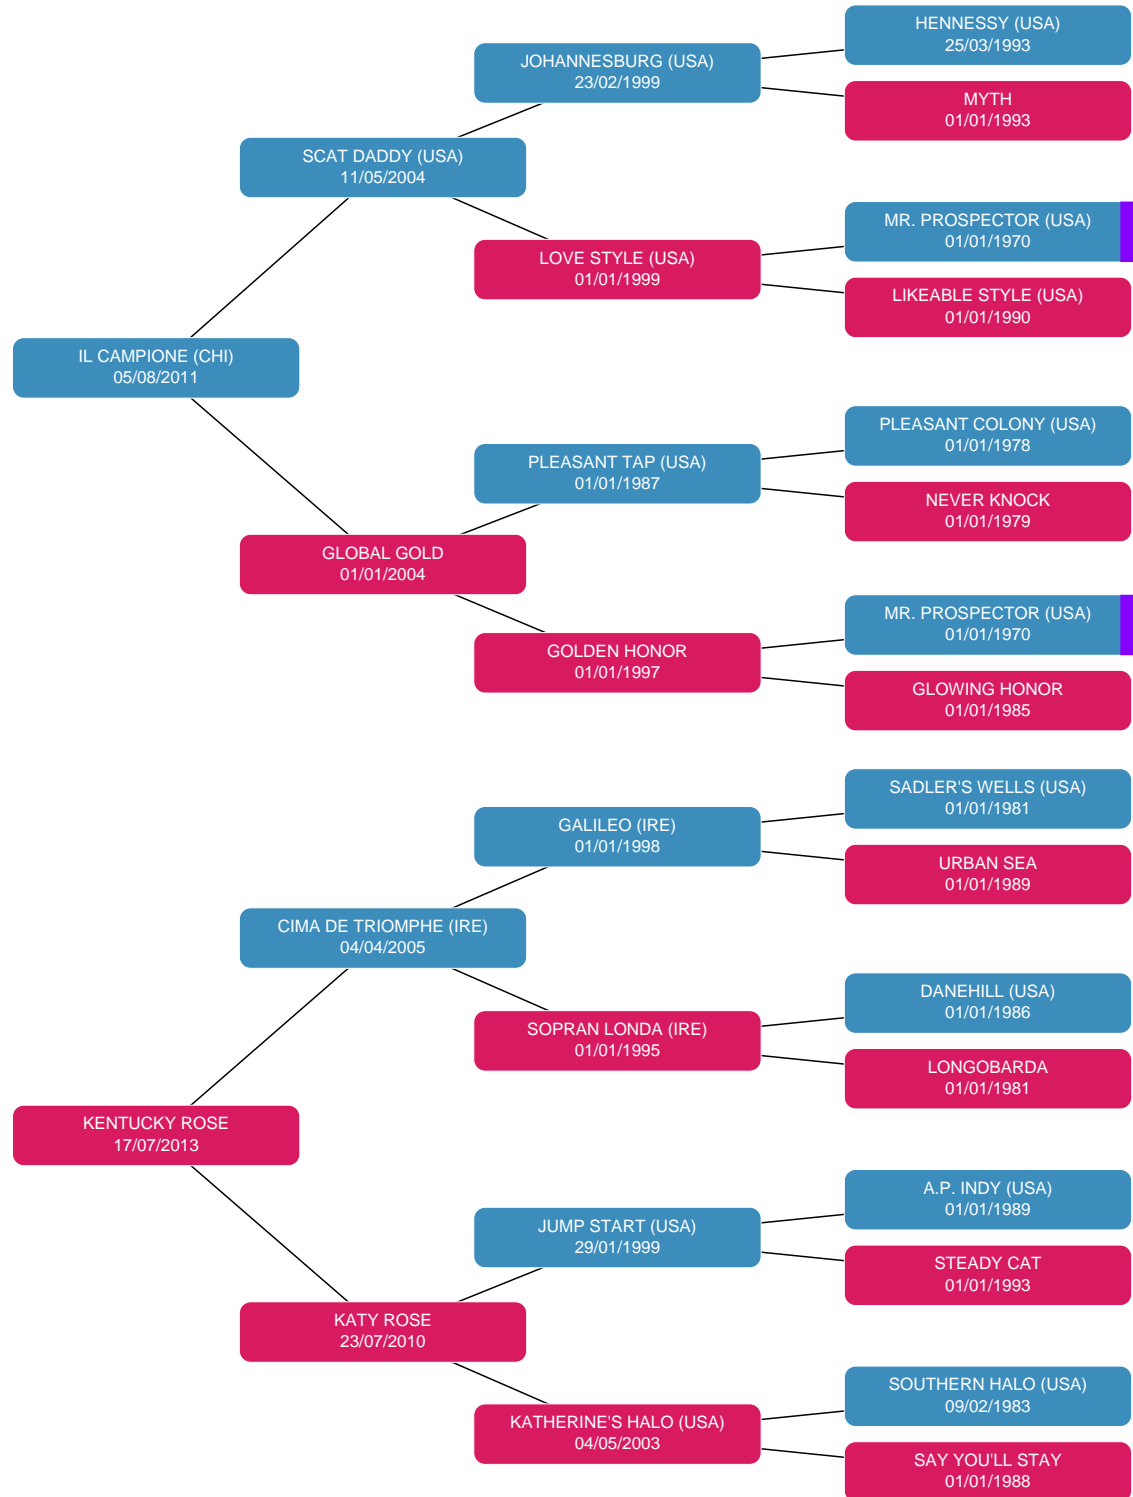 HENNESSY (USA)
25/03/1993
JOHANNESBURG (USA)
23/02/1999
MYTH
01/01/1993
SCAT DADDY (USA)
11/05/2004
MR. PROSPECTOR (USA)
01/01/1970
LOVE STYLE (USA)
01/01/1999
LIKEABLE STYLE (USA)
01/01/1990
IL CAMPIONE (CHI)
05/08/2011
PLEASANT COLONY (USA)
01/01/1978
PLEASANT TAP (USA)
01/01/1987
NEVER KNOCK
01/01/1979
GLOBAL GOLD
01/01/2004
MR. PROSPECTOR (USA)
01/01/1970
GOLDEN HONOR
01/01/1997
GLOWING HONOR
01/01/1985
SADLER'S WELLS (USA)
01/01/1981
GALILEO (IRE)
01/01/1998
URBAN SEA
01/01/1989
CIMA DE TRIOMPHE (IRE)
04/04/2005
DANEHILL (USA)
01/01/1986
SOPRAN LONDA (IRE)
01/01/1995
LONGOBARDA
01/01/1981
KENTUCKY ROSE
17/07/2013
A.P. INDY (USA)
01/01/1989
JUMP START (USA)
29/01/1999
STEADY CAT
01/01/1993
KATY ROSE
23/07/2010
SOUTHERN HALO (USA)
09/02/1983
KATHERINE'S HALO (USA)
04/05/2003
SAY YOU'LL STAY
01/01/1988